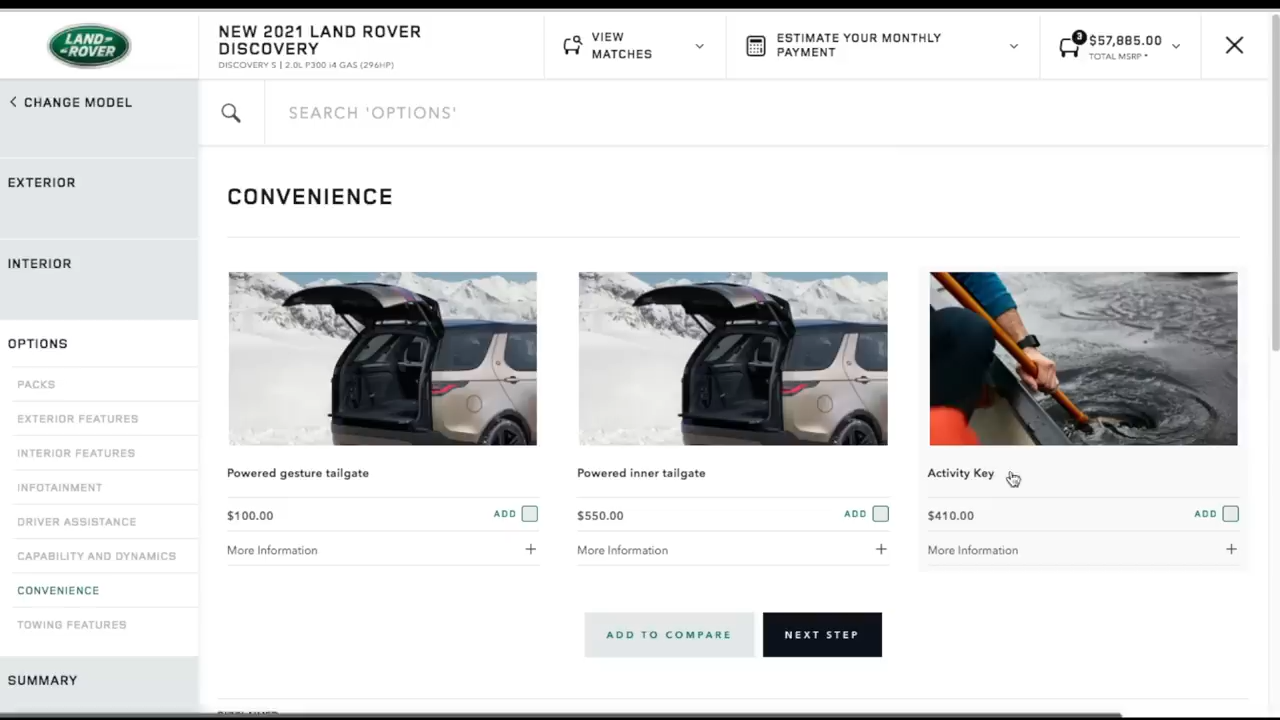 LAND-
ROVER
NEW 2021 LAND ROVER
DISCOVERY
DISCOVERY S | 2.0L P300 i4 GAS (296HP)
VIEW
MATCHES
ESTIMATE YOUR MONTHLY
PAYMENT
3
$57,885.00
TOTAL MSRP *
CHANGE MODEL
SEARCH 'OPTIONS'
EXTERIOR
CONVENIENCE
INTERIOR
OPTIONS
PACKS
EXTERIOR FEATURES
INTERIOR FEATURES
INFOTAINMENT
DRIVER ASSISTANCE
CAPABILITY AND DYNAMICS
CONVENIENCE
TOWING FEATURES
SUMMARY
Powered gesture tailgate
$100.00
ADD
More Information
Powered inner tailgate
$550.00
ADD
More Information
Activity Key
$410.00
ADD
More Information
ADD TO COMPARE
NEXT STEP